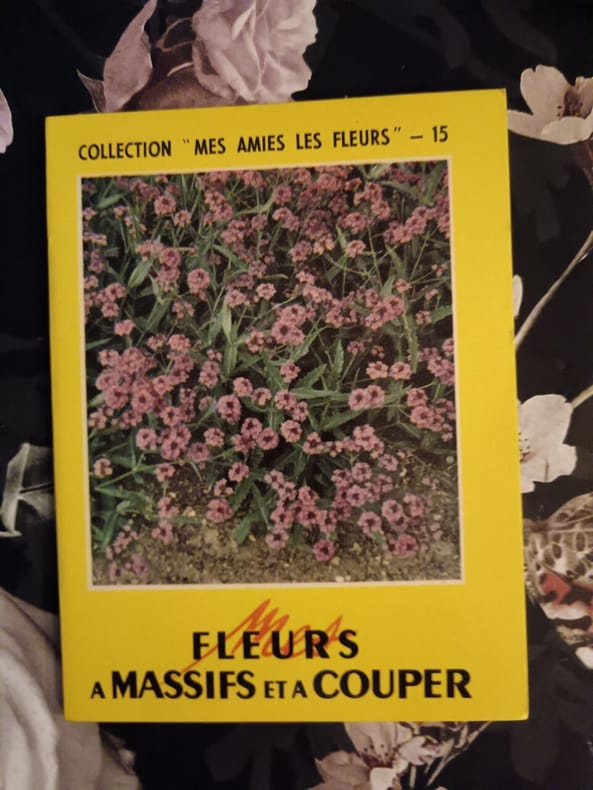 COLLECTION "MES AMIES LES FLEURS" – 15
Mes
FLEURS
A MASSIFS ET A COUPER